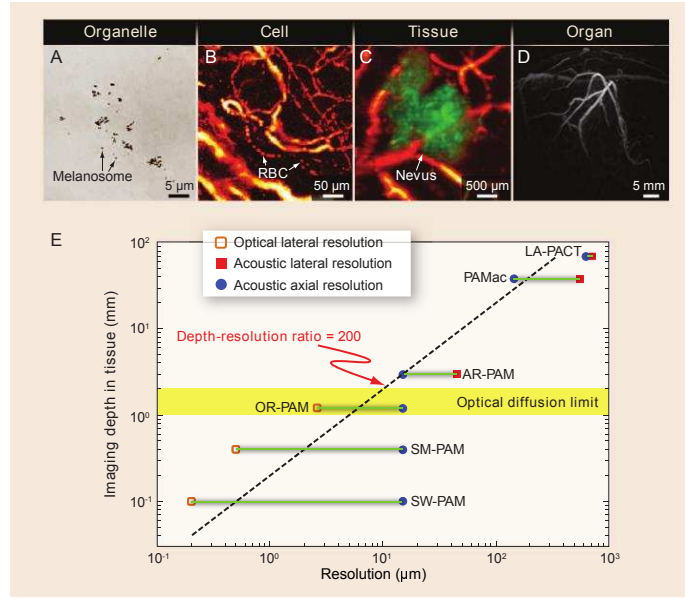 Organelle
Cell
Tissue
Organ
A
Melanosome
5 µm
B
RBC
50 µm
C
Nevus
500 µm
D
5 mm
E
Optical lateral resolution
Acoustic lateral resolution
Acoustic axial resolution
Depth-resolution ratio = 200
LA-PACT
PAMac
AR-PAM
OR-PAM
Optical diffusion limit
SM-PAM
SW-PAM
Imaging depth in tissue (mm)
10²
10¹
10⁰
10⁻¹
10⁻¹
10⁰
10¹
10²
10³
Resolution (µm)